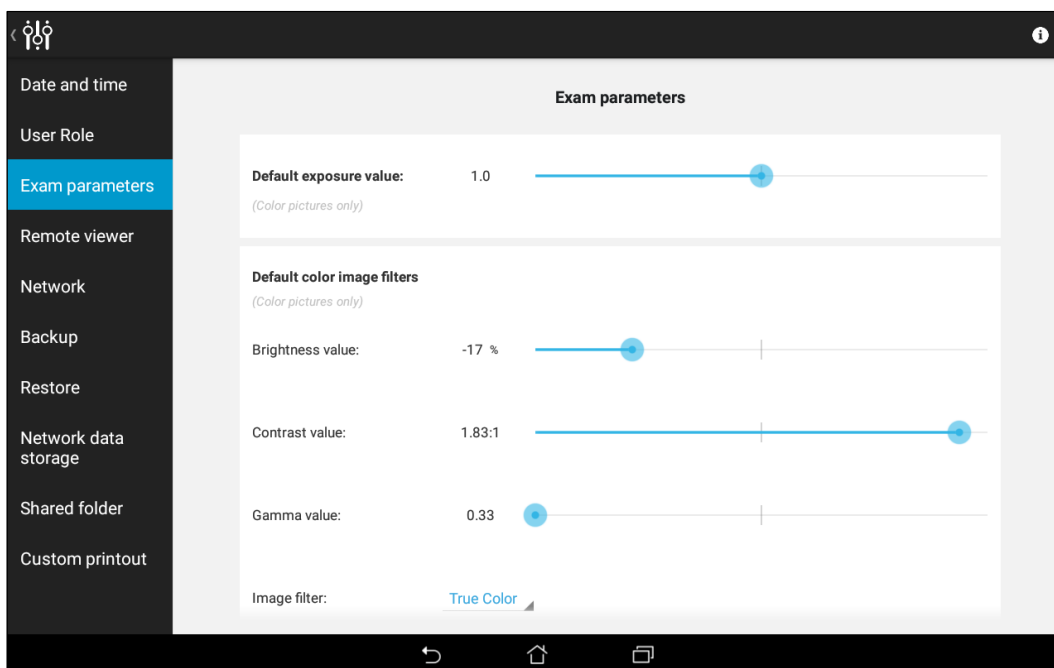 Date and time
User Role
Exam parameters
Remote viewer
Network
Backup
Restore
Network data
storage
Shared folder
Custom printout
Exam parameters
Default exposure value: 1.0
(Color pictures only)
Default color image filters
(Color pictures only)
Brightness value: -17 %
Contrast value: 1.83:1
Gamma value: 0.33
Image filter: True Color